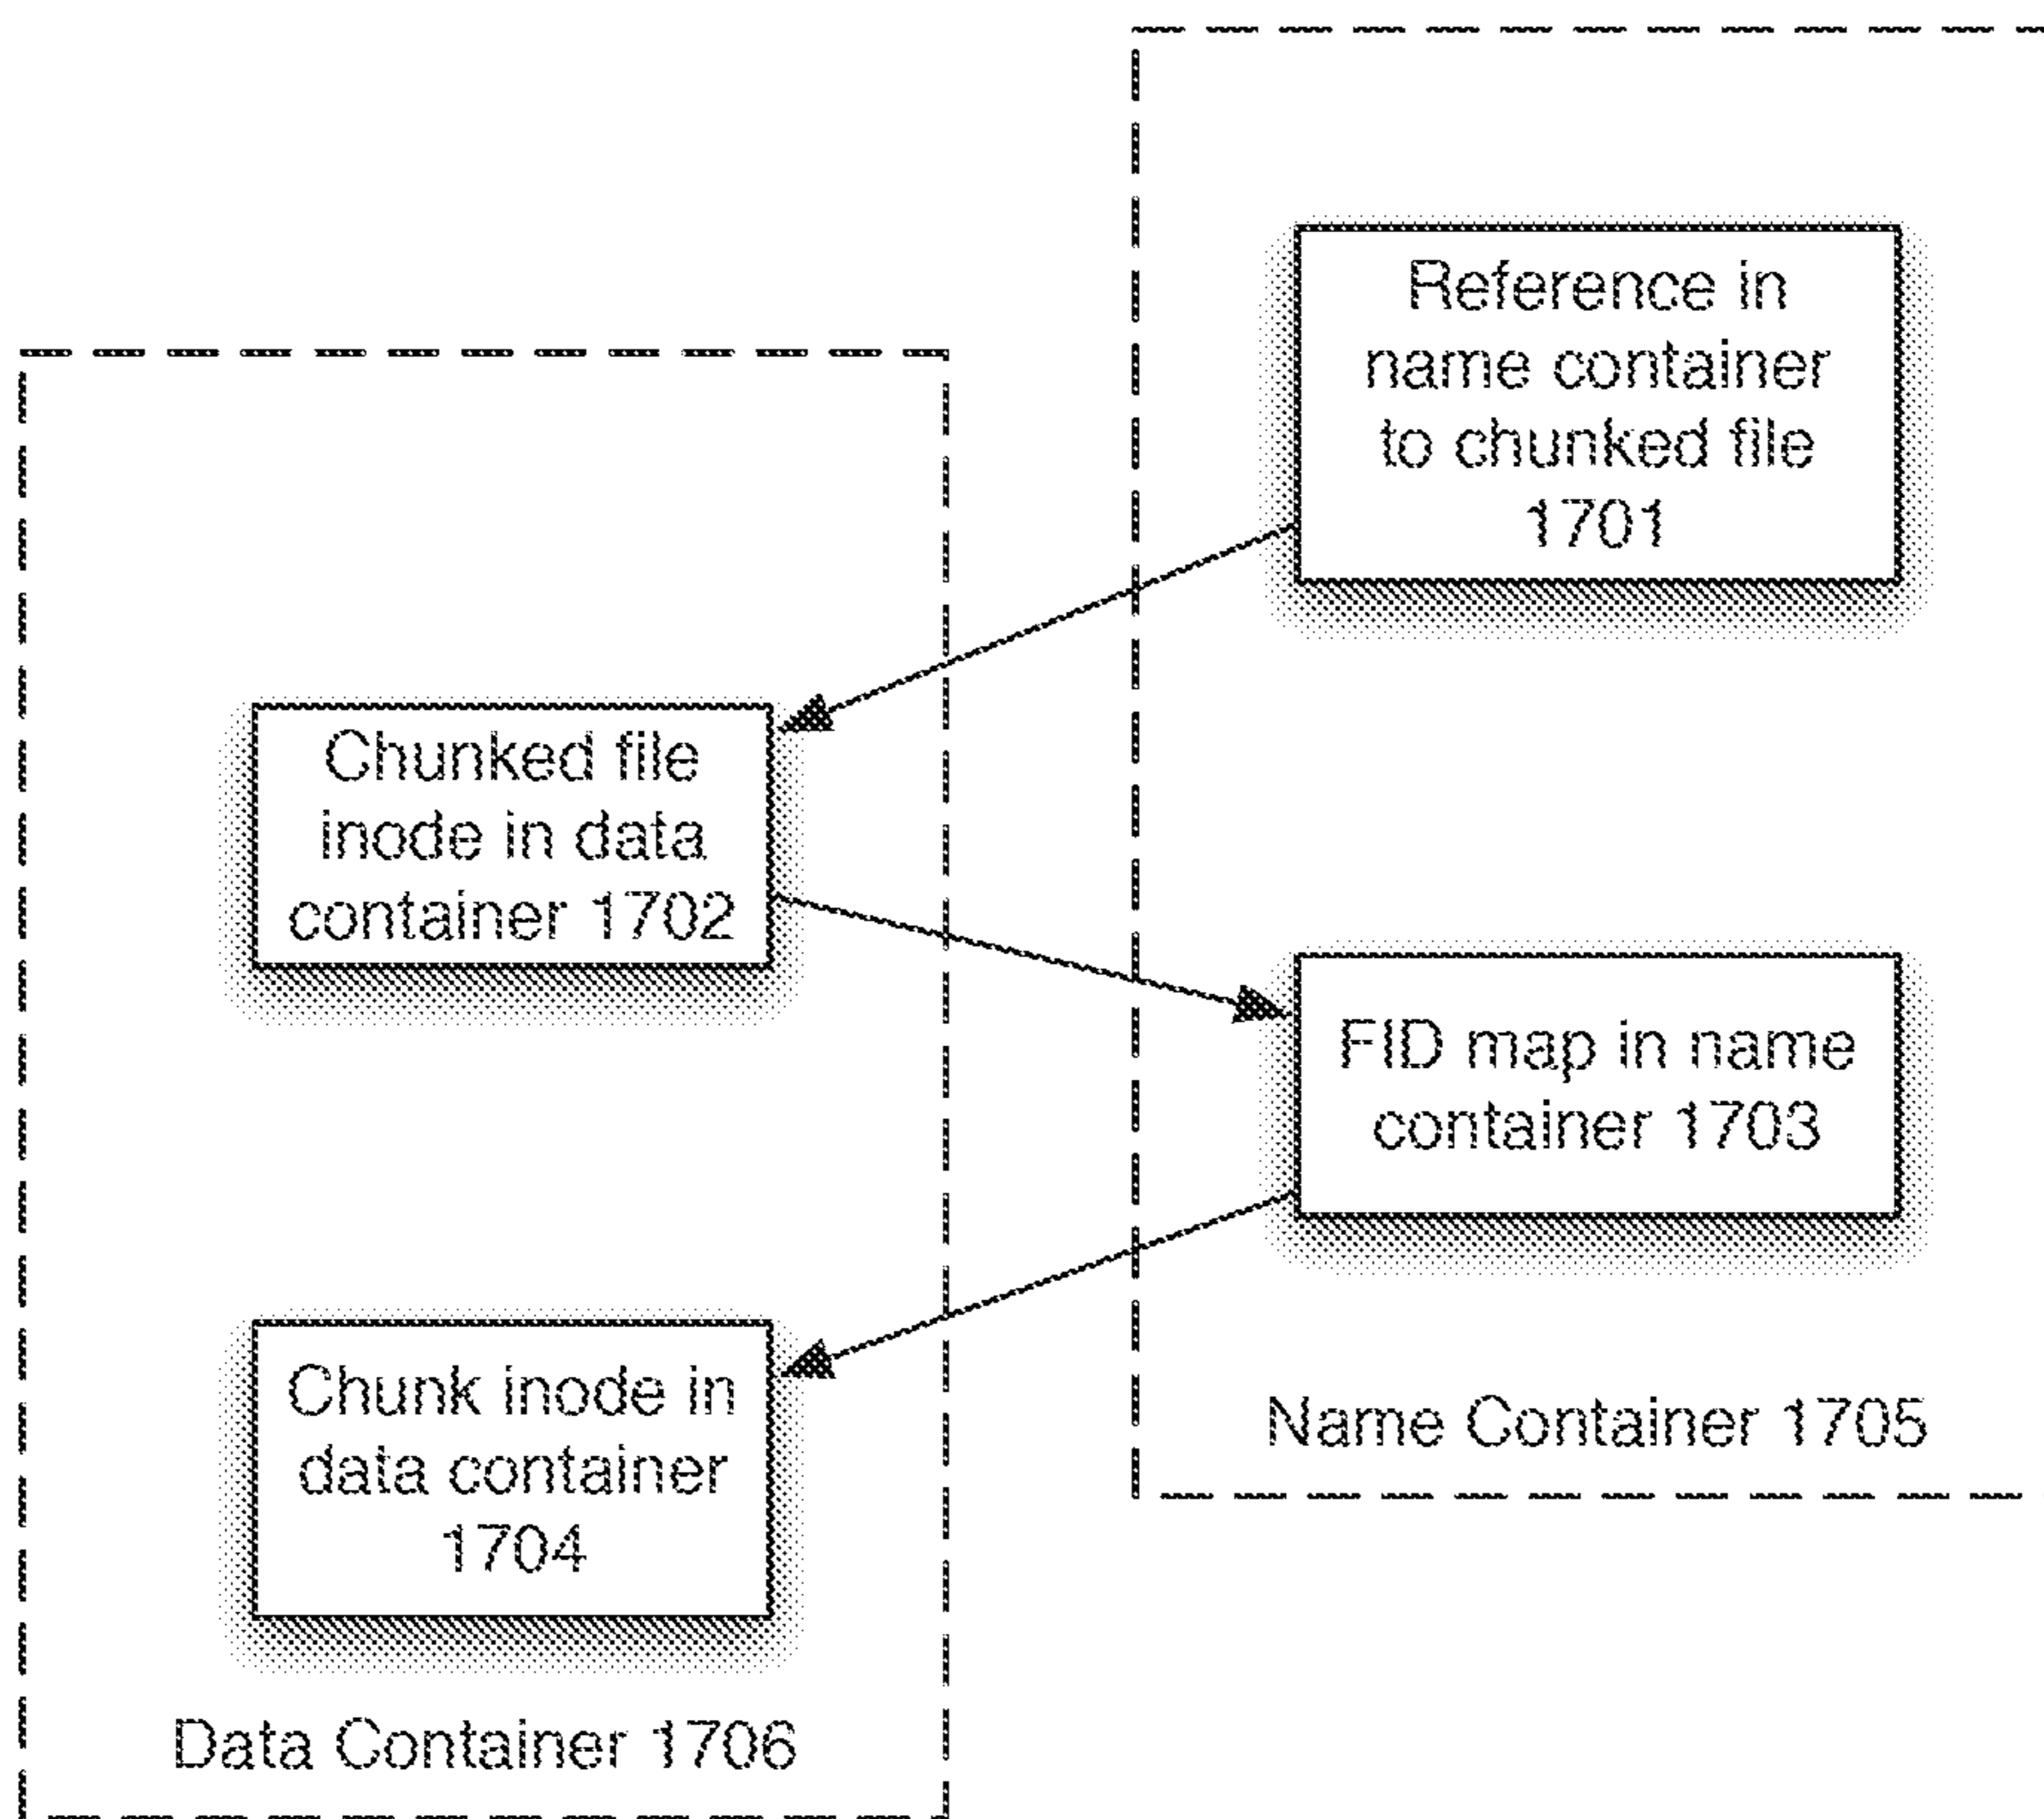 Reference in
name container
to chunked file
1701
Chunked file
inode in data
container 1702
FID map in name
container 1703
Chunk inode in
data container
1704
Name Container 1705
Data Container 1706